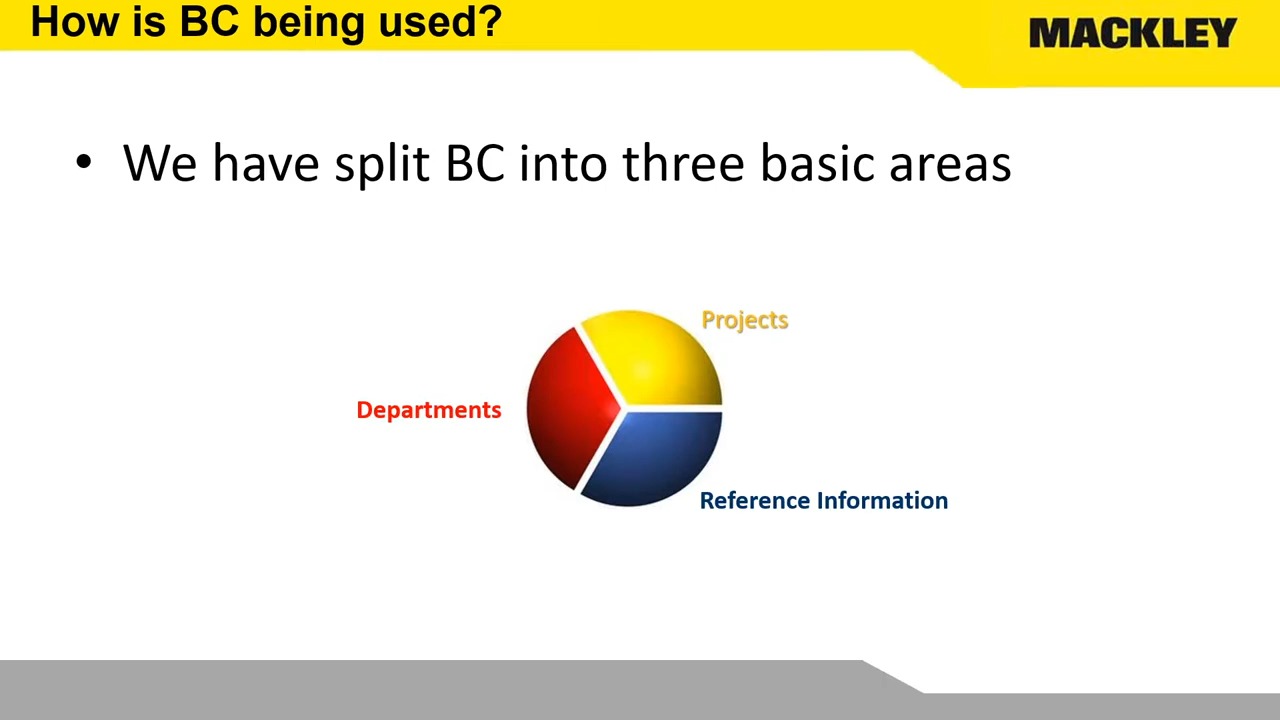 How is BC being used?
MACKLEY
• We have split BC into three basic areas
Projects
Departments
Reference Information